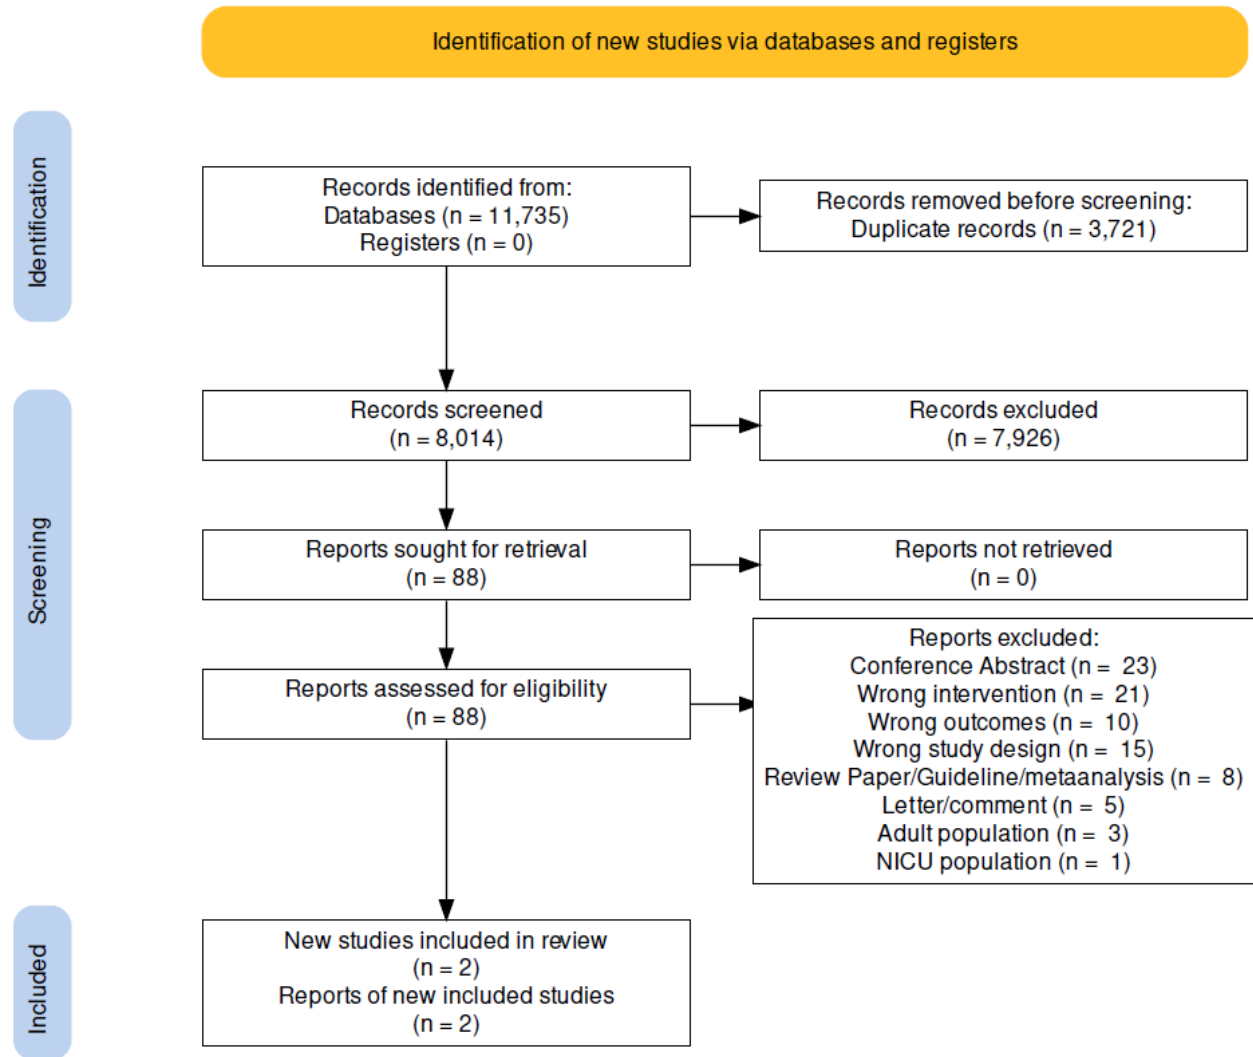 Identification of new studies via databases and registers
Identification
Records identified from:
Databases (n = 11,735)
Registers (n = 0)
Records removed before screening:
Duplicate records (n = 3,721)
Screening
Records screened
(n = 8,014)
Records excluded
(n = 7,926)
Reports sought for retrieval
(n = 88)
Reports not retrieved
(n = 0)
Reports assessed for eligibility
(n = 88)
Reports excluded:
Conference Abstract (n = 23)
Wrong intervention (n = 21)
Wrong outcomes (n = 10)
Wrong study design (n = 15)
Review Paper/Guideline/metaanalysis (n = 8)
Letter/comment (n = 5)
Adult population (n = 3)
NICU population (n = 1)
Included
New studies included in review
(n = 2)
Reports of new included studies
(n = 2)